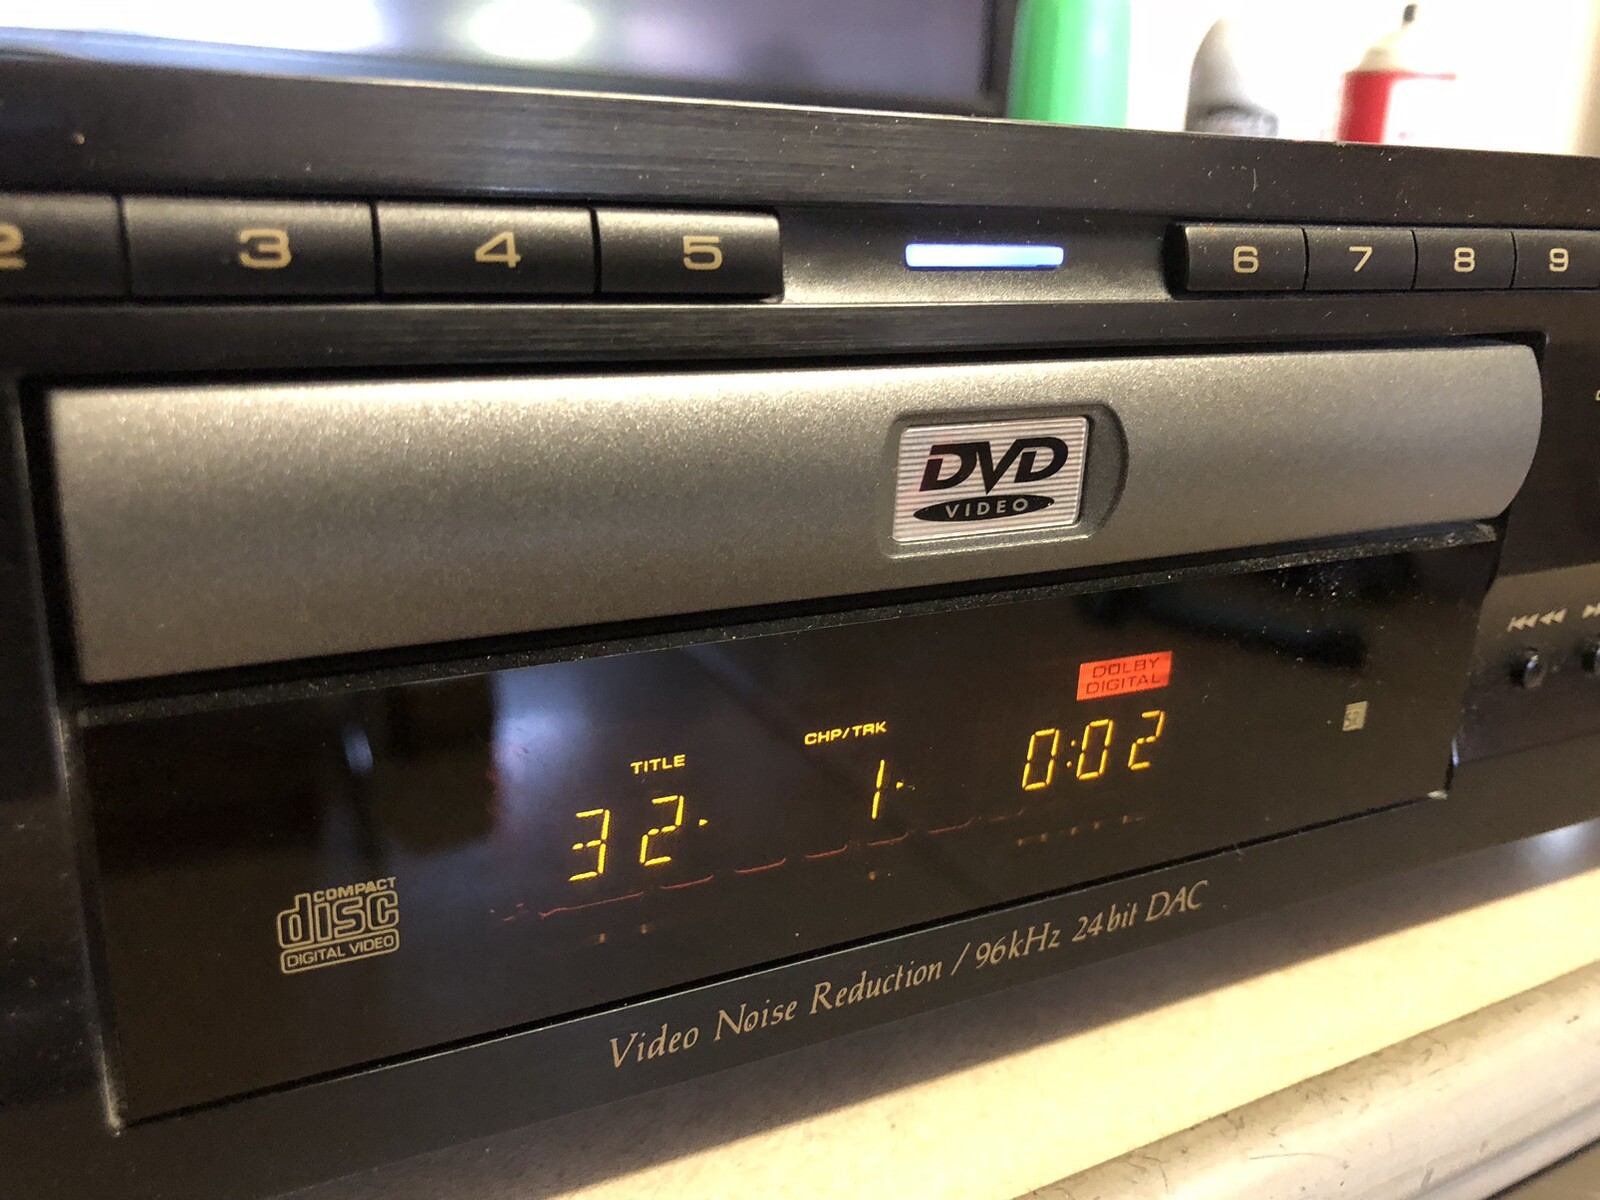 2 3 4 5 6 7 8 9
DVD
VIDEO
DOLBY
DIGITAL
TITLE CHP/TRK
32 1 0:02
COMPACT
disc
DIGITAL VIDEO
Video Noise Reduction / 96kHz 24bit DAC